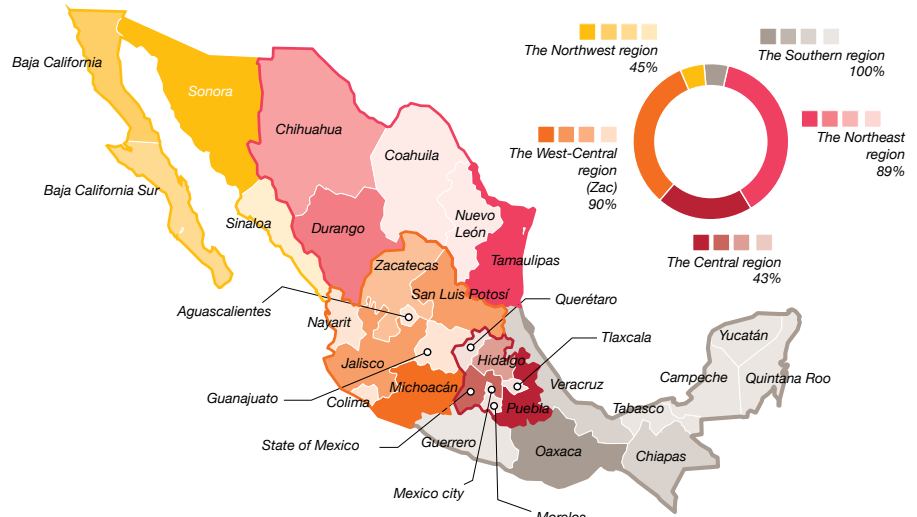 Baja California
Sonora
Chihuahua
Coahuila
Baja California Sur
Sinaloa
Durango
Nuevo
León
Tamaulipas
Zacatecas
San Luis Potosí
Aguascalientes
Nayarit
Querétaro
Jalisco
Hidalgo
Tlaxcala
Guanajuato
Michoacán
Colima
Puebla
Veracruz
State of Mexico
Guerrero
Mexico city
Morelos
Oaxaca
Tabasco
Chiapas
Campeche
Yucatán
Quintana Roo
The Northwest region
45%
The Southern region
100%
The West-Central
region
(Zac)
90%
The Northeast
region
89%
The Central region
43%